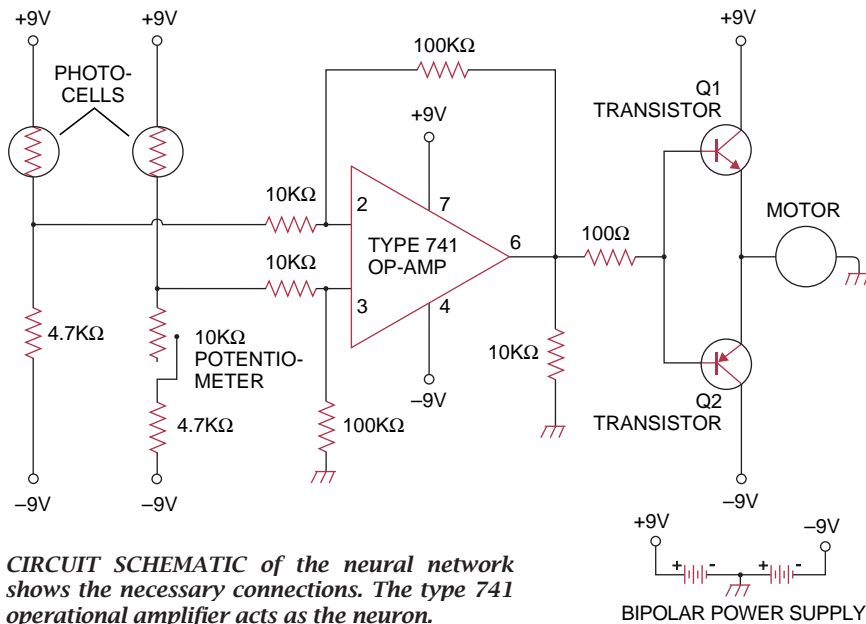 +9V
+9V
PHOTO-
CELLS
100KΩ
+9V
+9V
Q1
TRANSISTOR
10KΩ
2
7
TYPE 741
OP-AMP
6
100Ω
MOTOR
10KΩ
3
4
4.7KΩ
10KΩ
POTENTIO-
METER
–9V
10KΩ
4.7KΩ
100KΩ
Q2
TRANSISTOR
–9V
–9V
–9V
+9V
–9V
+ -
+ -
BIPOLAR POWER SUPPLY
CIRCUIT SCHEMATIC of the neural network
shows the necessary connections. The type 741
operational amplifier acts as the neuron.